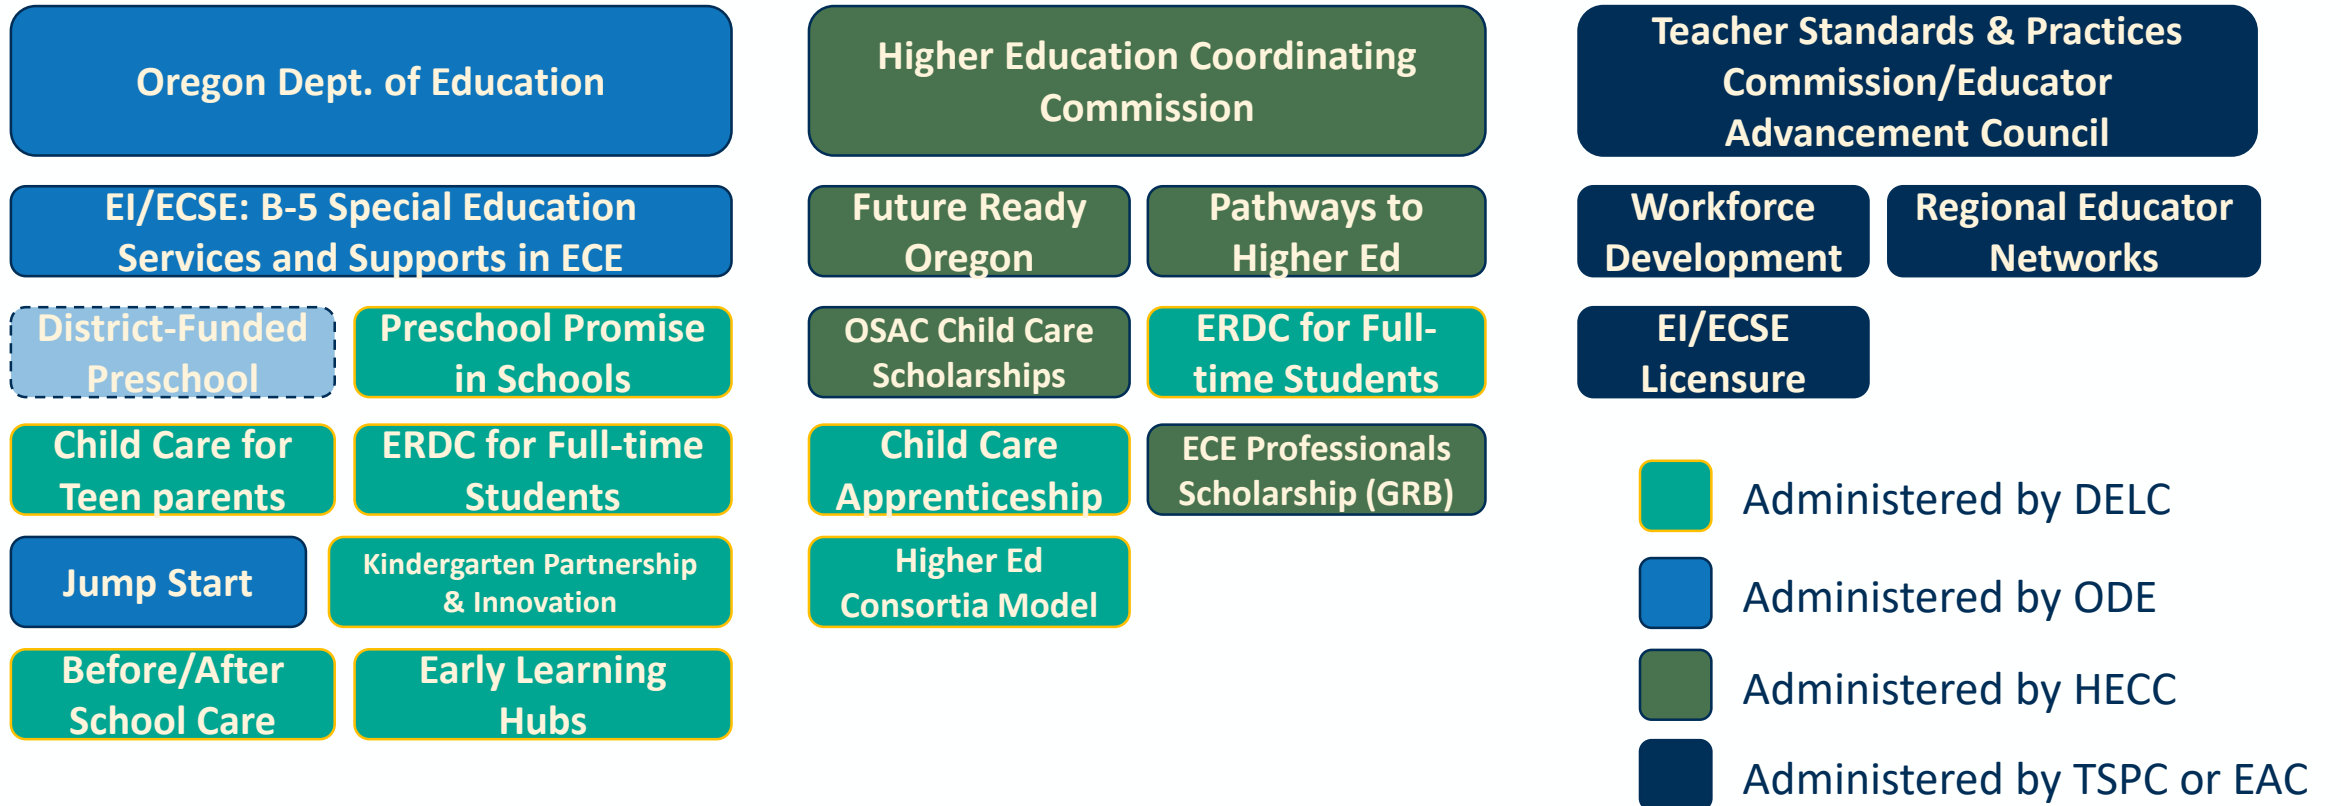 Oregon Dept. of Education
EI/ECSE: B-5 Special Education
Services and Supports in ECE
District-Funded
Preschool
Preschool Promise
in Schools
Child Care for
Teen parents
ERDC for Full-time
Students
Jump Start
Kindergarten Partnership
& Innovation
Before/After
School Care
Early Learning
Hubs
Higher Education Coordinating
Commission
Future Ready
Oregon
Pathways to
Higher Ed
OSAC Child Care
Scholarships
ERDC for Full-
time Students
Child Care
Apprenticeship
ECE Professionals
Scholarship (GRB)
Higher Ed
Consortia Model
Teacher Standards & Practices
Commission/Educator
Advancement Council
Workforce
Development
Regional Educator
Networks
EI/ECSE
Licensure
Administered by DELC
Administered by ODE
Administered by HECC
Administered by TSPC or EAC